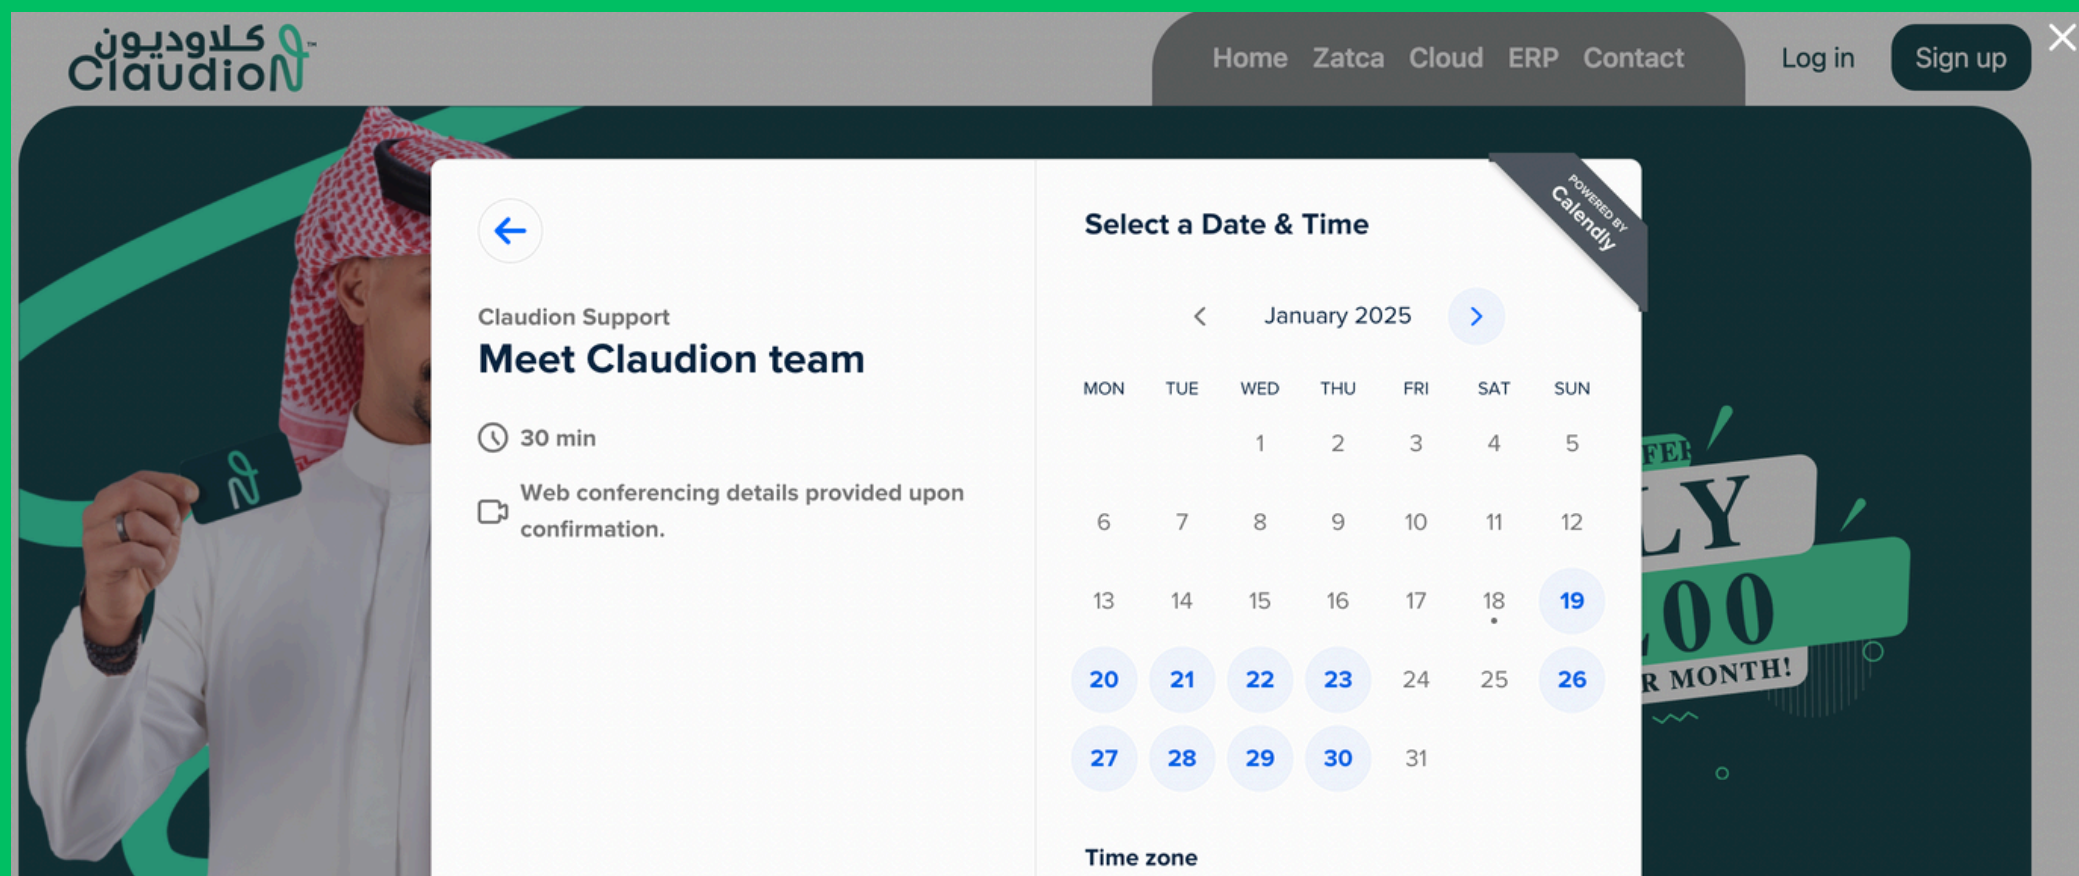 كلاوديون
Claudion™
Home Zatca Cloud ERP Contact
Log in
Sign up
POWERED BY
Calendly
Claudion Support
Meet Claudion team
30 min
Web conferencing details provided upon
confirmation.
Select a Date & Time
January 2025
MON TUE WED THU FRI SAT SUN
1 2 3 4 5
6 7 8 9 10 11 12
13 14 15 16 17 18 19
20 21 22 23 24 25 26
27 28 29 30 31
Time zone
LY
00
MONTH!